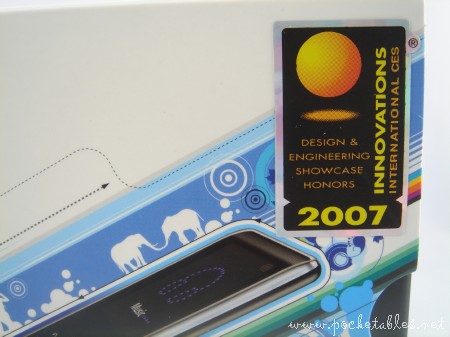 ®
DESIGN &
ENGINEERING
SHOWCASE
HONORS
INNOVATIONS
INTERNATIONAL CES
2007
www.pocketables.net